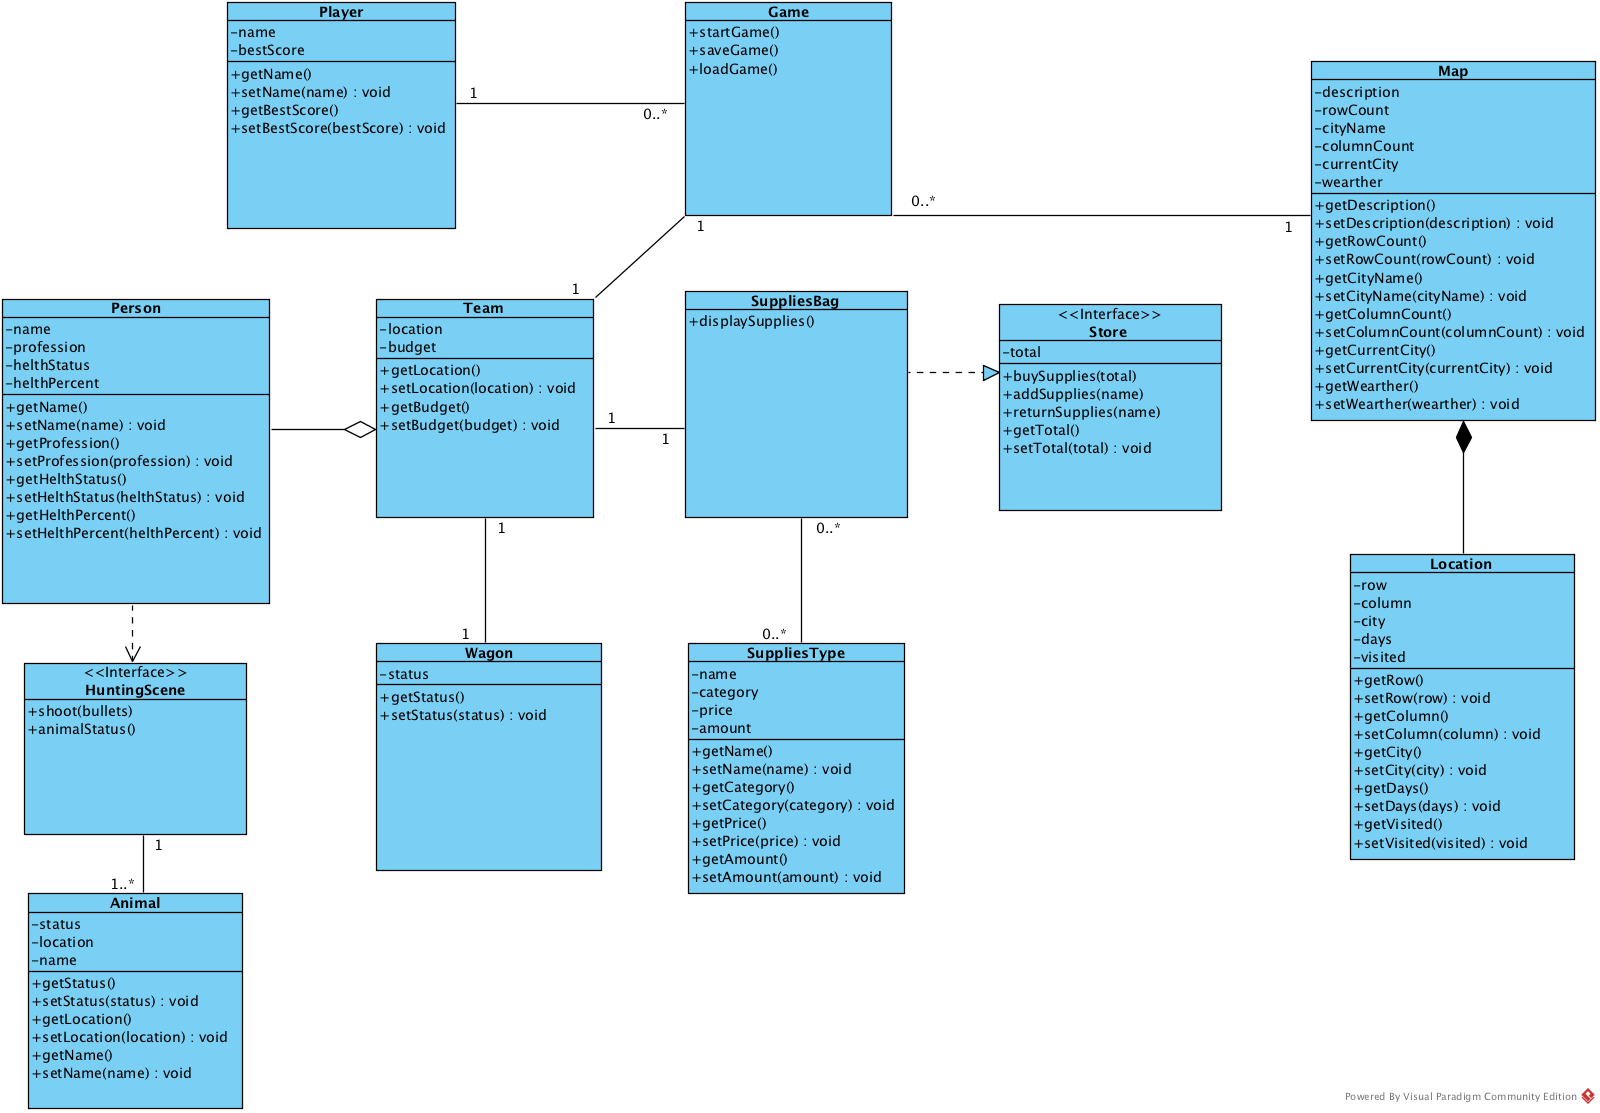 Player
-name
-bestScore
+getName()
+setName(name) : void
+getBestScore()
+setBestScore(bestScore) : void
1
0..*
Game
+startGame()
+saveGame()
+loadGame()
0..*
1
1
1
Map
-description
-rowCount
-cityName
-columnCount
-currentCity
-wearther
+getDescription()
+setDescription(description) : void
+getRowCount()
+setRowCount(rowCount) : void
+getCityName()
+setCityName(cityName) : void
+getColumnCount()
+setColumnCount(columnCount) : void
+getCurrentCity()
+setCurrentCity(currentCity) : void
+getWearther()
+setWearther(wearther) : void
Person
-name
-profession
-helthStatus
-helthPercent
+getName()
+setName(name) : void
+getProfession()
+setProfession(profession) : void
+getHelthStatus()
+setHelthStatus(helthStatus) : void
+getHelthPercent()
+setHelthPercent(helthPercent) : void
Team
-location
-budget
+getLocation()
+setLocation(location) : void
+getBudget()
+setBudget(budget) : void
1
1
SuppliesBag
+displaySupplies()
<<Interface>>
Store
-total
+buySupplies(total)
+addSupplies(name)
+returnSupplies(name)
+getTotal()
+setTotal(total) : void
1
1
0..*
0..*
<<Interface>>
HuntingScene
+shoot(bullets)
+animalStatus()
1
1..*
Wagon
-status
+getStatus()
+setStatus(status) : void
SuppliesType
-name
-category
-price
-amount
+getName()
+setName(name) : void
+getCategory()
+setCategory(category) : void
+getPrice()
+setPrice(price) : void
+getAmount()
+setAmount(amount) : void
Location
-row
-column
-city
-days
-visited
+getRow()
+setRow(row) : void
+getColumn()
+setColumn(column) : void
+getCity()
+setCity(city) : void
+getDays()
+setDays(days) : void
+getVisited()
+setVisited(visited) : void
Animal
-status
-location
-name
+getStatus()
+setStatus(status) : void
+getLocation()
+setLocation(location) : void
+getName()
+setName(name) : void
Powered By Visual Paradigm Community Edition